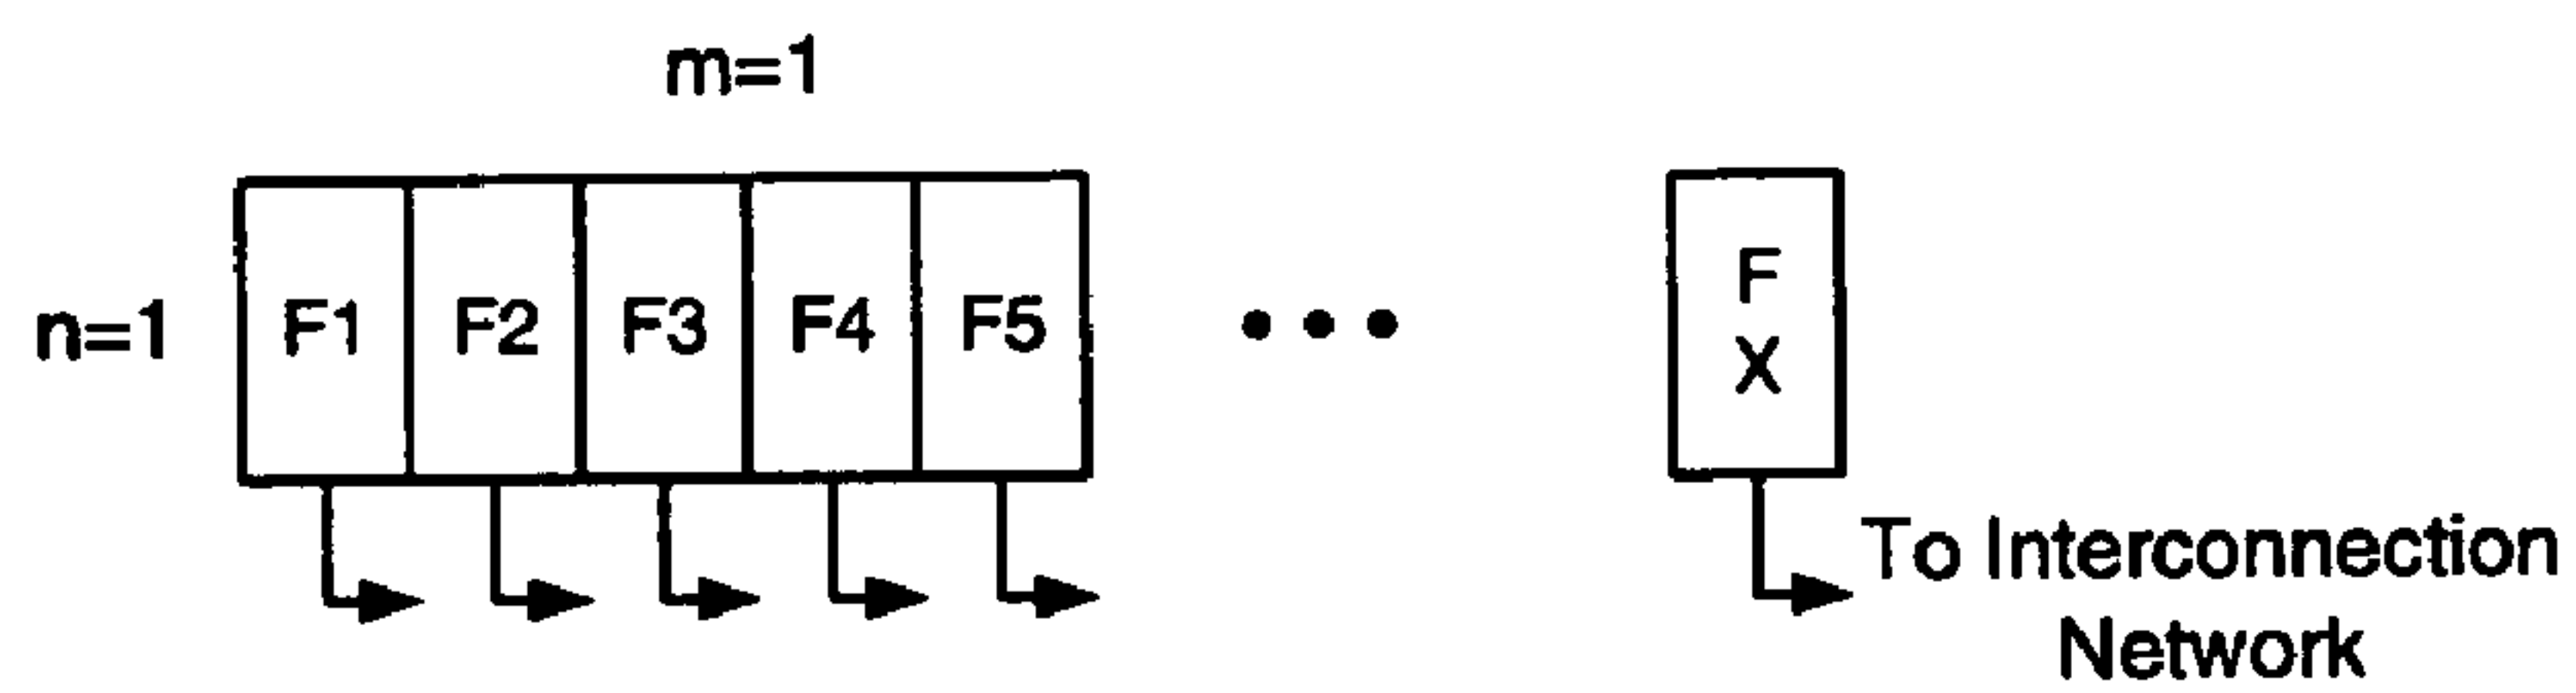 m=1
n=1
F1
F2
F3
F4
F5
F
X
To Interconnection
Network